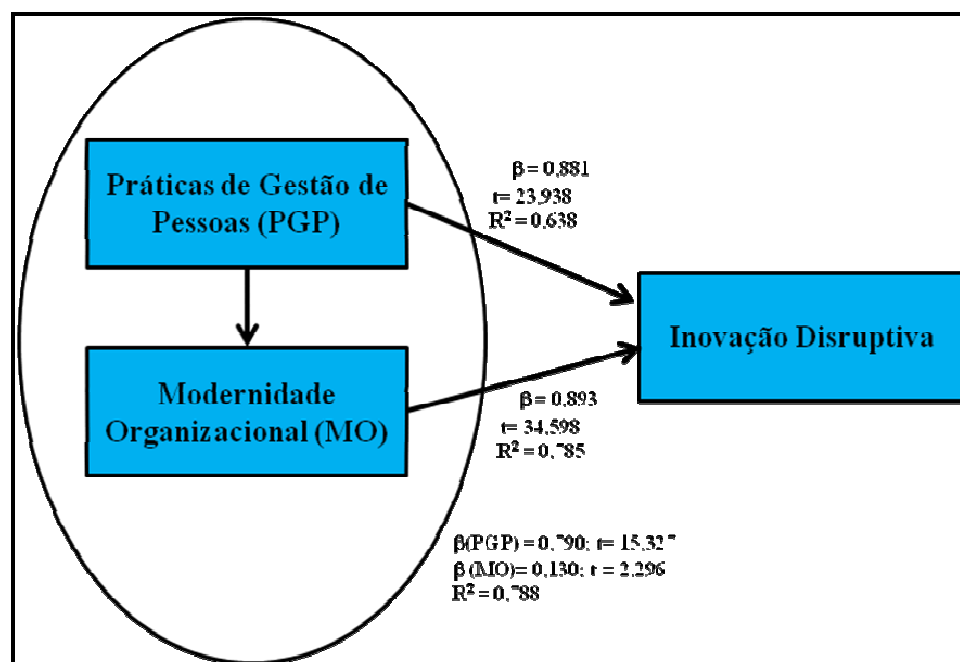 Práticas de Gestão de
Pessoas (PGP)
β = 0,881
t= 23,938
R² = 0,638
Inovação Disruptiva
Modernidade
Organizacional (MO)
β = 0,893
t= 34,598
R² = 0,785
β(PGP) = 0,790; t= 15,327
β (MO)= 0,130; t = 2,296
R² = 0,788